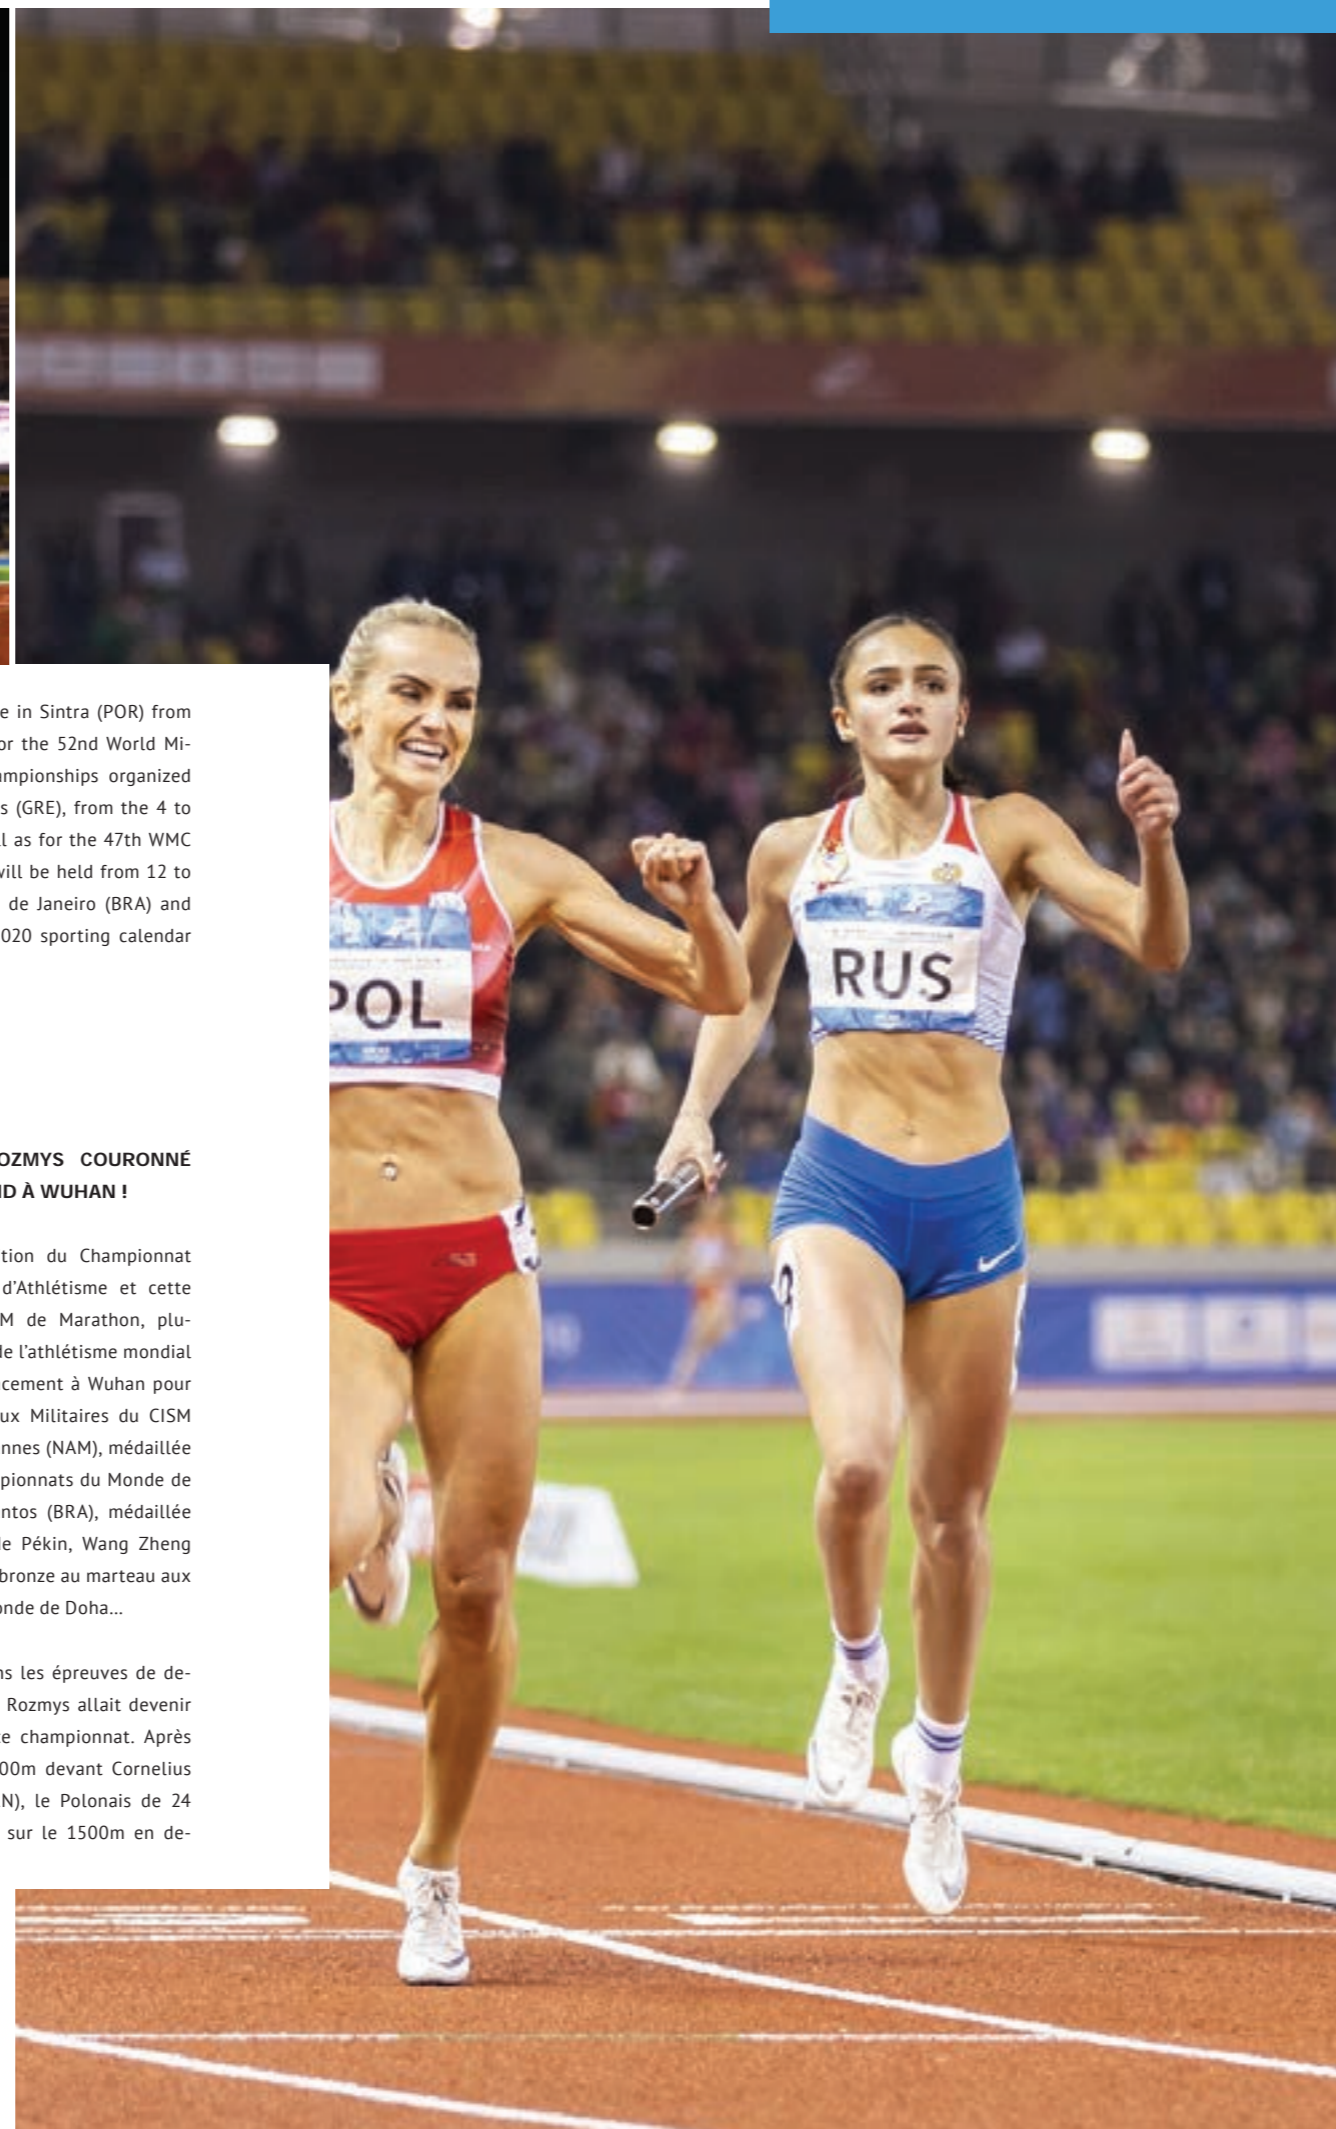 e in Sintra (POR) from
or the 52nd World Mi-
ampionships organized
s (GRE), from the 4 to
ll as for the 47th WMC
will be held from 12 to
de Janeiro (BRA) and
020 sporting calendar
OZMYS COURONNÉ
ND À WUHAN !
tion du Championnat
d'Athlétisme et cette
M de Marathon, plu-
de l'athlétisme mondial
cement à Wuhan pour
ux Militaires du CISM
nnes (NAM), médaillée
pionnats du Monde de
ntos (BRA), médaillée
de Pékin, Wang Zheng
bronze au marteau aux
onde de Doha...
ns les épreuves de de-
Rozmys allait devenir
ce championnat. Après
00m devant Cornelius
N), le Polonais de 24
sur le 1500m en de-
POL
RUS